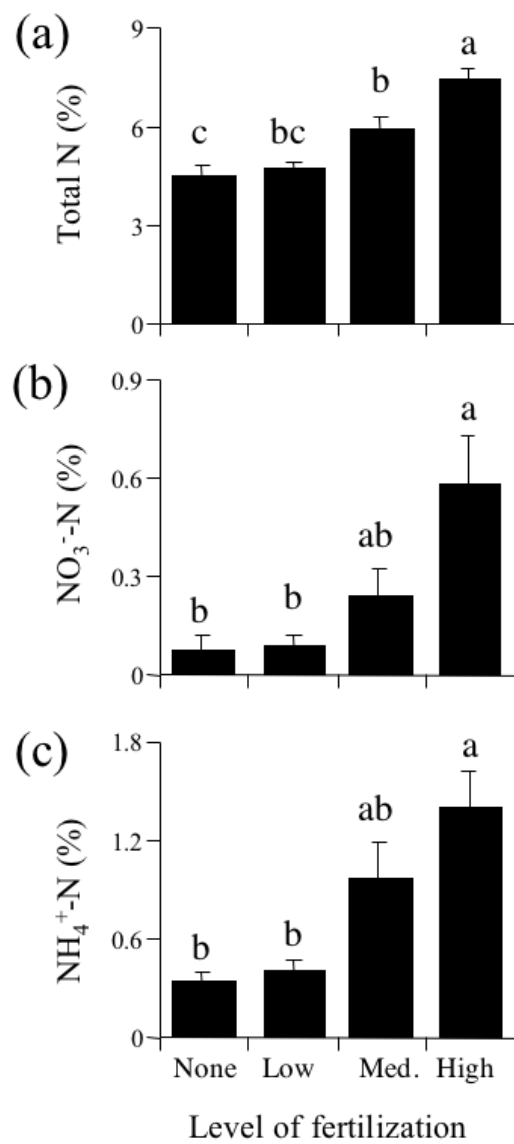 (a)
Total N (%)
9
6
3
0
c
bc
b
a
(b)
NO₃⁻-N (%)
0.9
0.6
0.3
0
b
b
ab
a
(c)
NH₄⁺-N (%)
1.8
1.2
0.6
0
b
b
ab
a
None Low Med. High
Level of fertilization